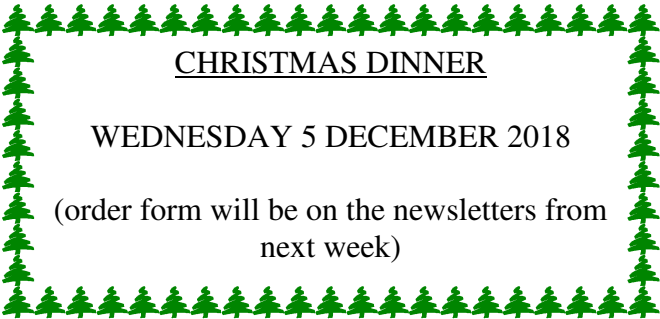 CHRISTMAS DINNER
WEDNESDAY 5 DECEMBER 2018
(order form will be on the newsletters from
next week)